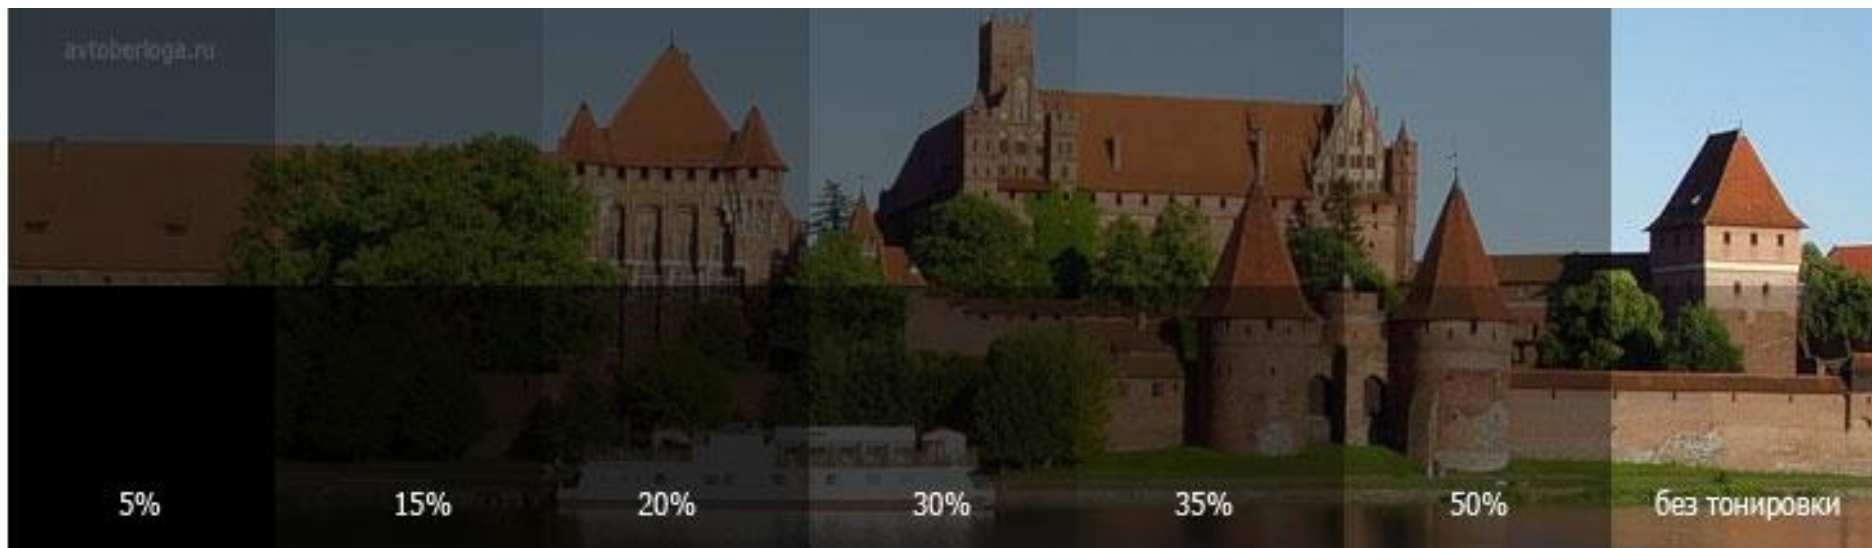 avtoberloga.ru
5% 15% 20% 30% 35% 50% без тонировки